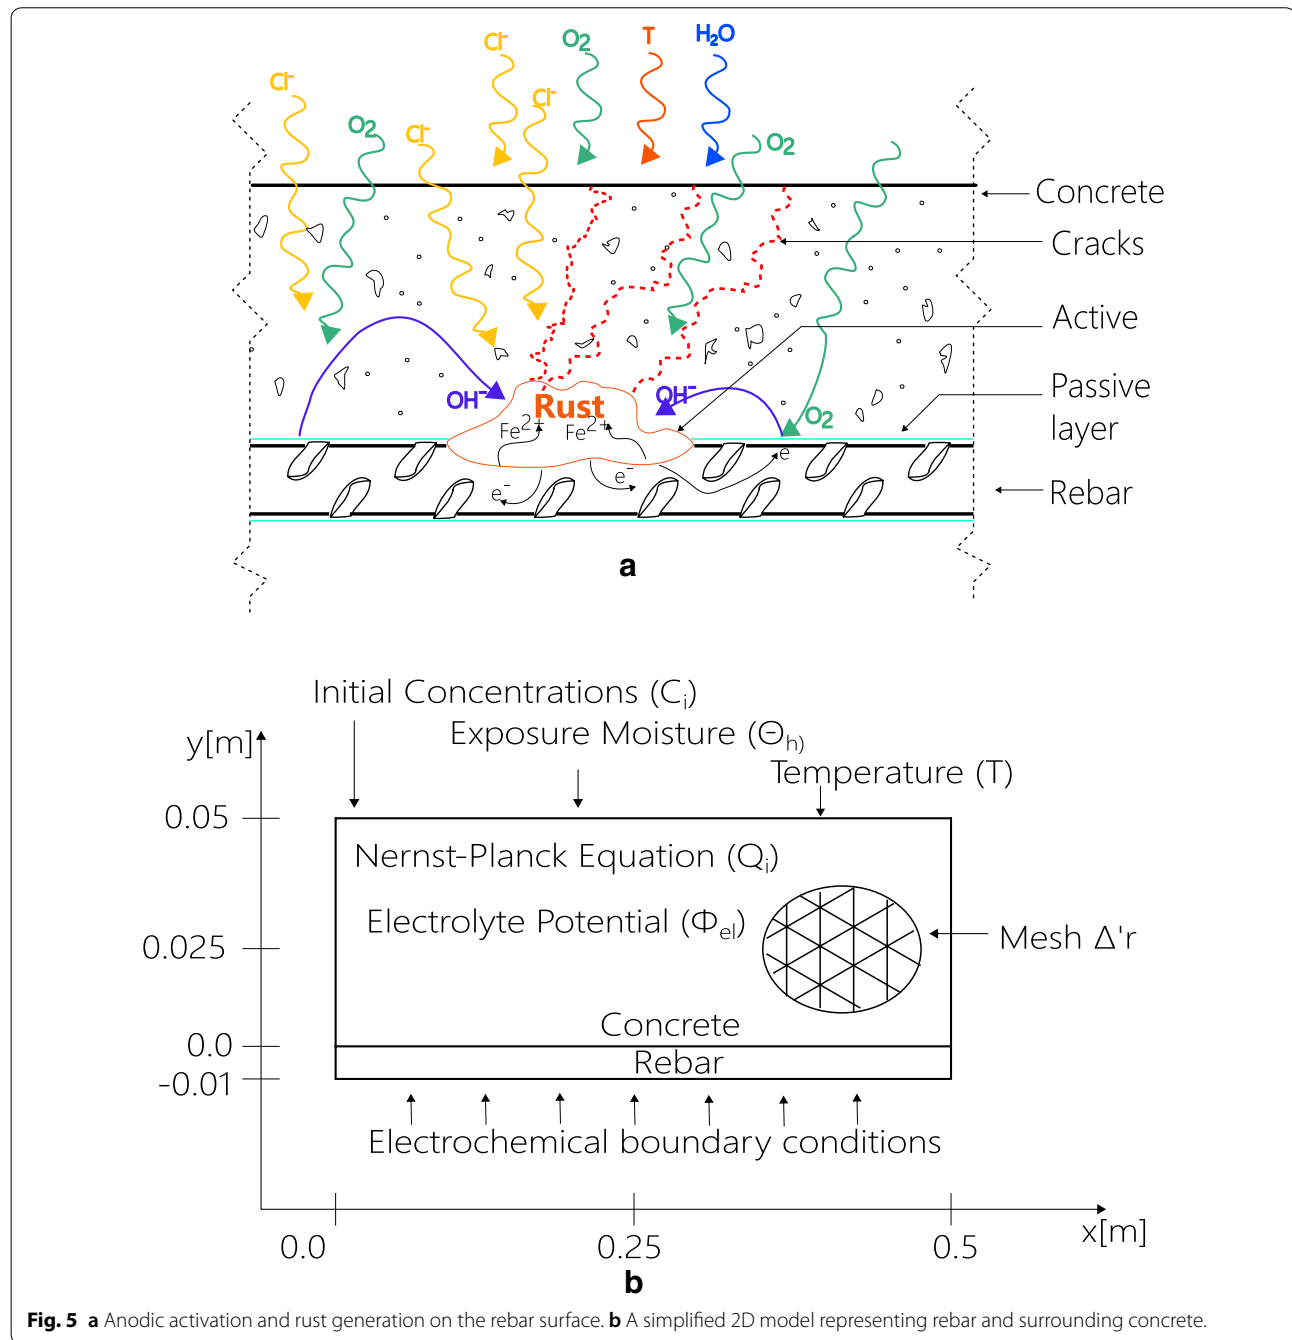 Cl⁻
O2
T
H₂O
Cl⁻
Cl⁻
O2
Cl⁻
O2
Concrete
Cracks
Active
Passive
layer
Rebar
OH⁻
Rust
OH⁻
O2
Fe²⁺
Fe²⁺
e⁻
e⁻
e⁻
a
Initial Concentrations (Cᵢ)
Exposure Moisture (Θh)
Temperature (T)
y[m]
0.05
Nernst-Planck Equation (Qᵢ)
Electrolyte Potential (Φel)
0.025
Mesh Δ'r
Concrete
0.0
Rebar
-0.01
Electrochemical boundary conditions
x[m]
0.0
0.25
0.5
b
Fig. 5 a Anodic activation and rust generation on the rebar surface. b A simplified 2D model representing rebar and surrounding concrete.